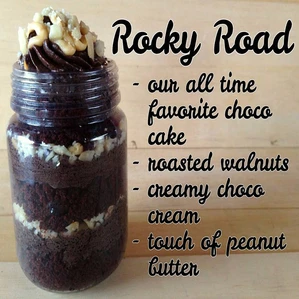 Rocky Road
- our all time
favorite choco
cake
- roasted walnuts
- creamy choco
cream
- touch of peanut
butter